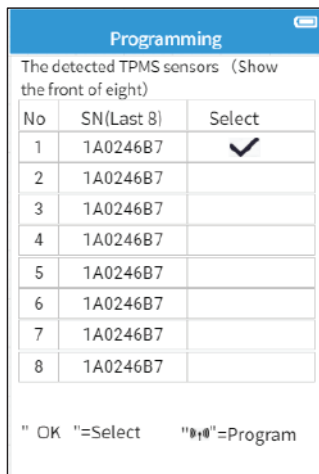 Programming
The detected TPMS sensors （Show
the front of eight）
No SN(Last 8) Select
1 1A0246B7
2 1A0246B7
3 1A0246B7
4 1A0246B7
5 1A0246B7
6 1A0246B7
7 1A0246B7
8 1A0246B7
" OK "=Select " "=Program